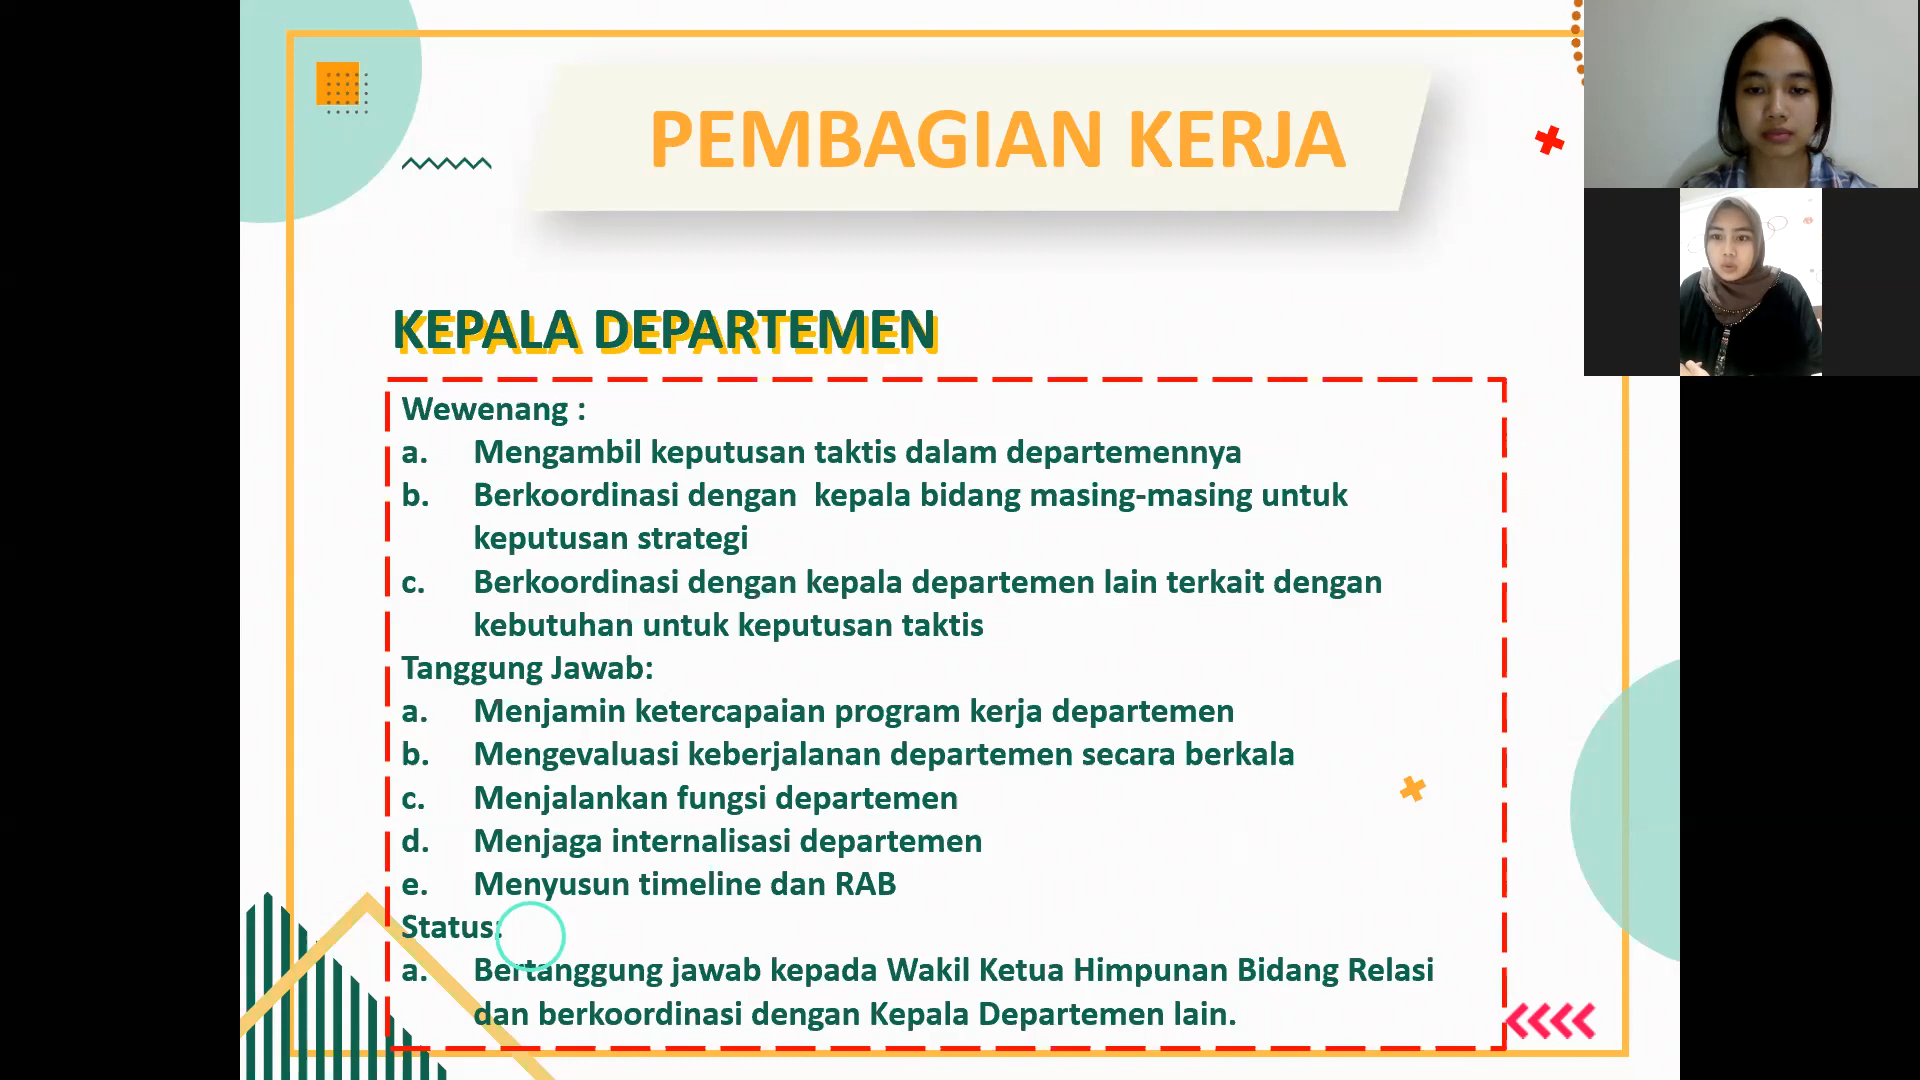 PEMBAGIAN KERJA
KEPALA DEPARTEMEN
Wewenang :
a. Mengambil keputusan taktis dalam departemennya
b. Berkoordinasi dengan kepala bidang masing-masing untuk
keputusan strategi
c. Berkoordinasi dengan kepala departemen lain terkait dengan
kebutuhan untuk keputusan taktis
Tanggung Jawab:
a. Menjamin ketercapaian program kerja departemen
b. Mengevaluasi keberjalanan departemen secara berkala
c. Menjalankan fungsi departemen
d. Menjaga internalisasi departemen
e. Menyusun timeline dan RAB
Status:
a. Bertanggung jawab kepada Wakil Ketua Himpunan Bidang Relasi
dan berkoordinasi dengan Kepala Departemen lain.